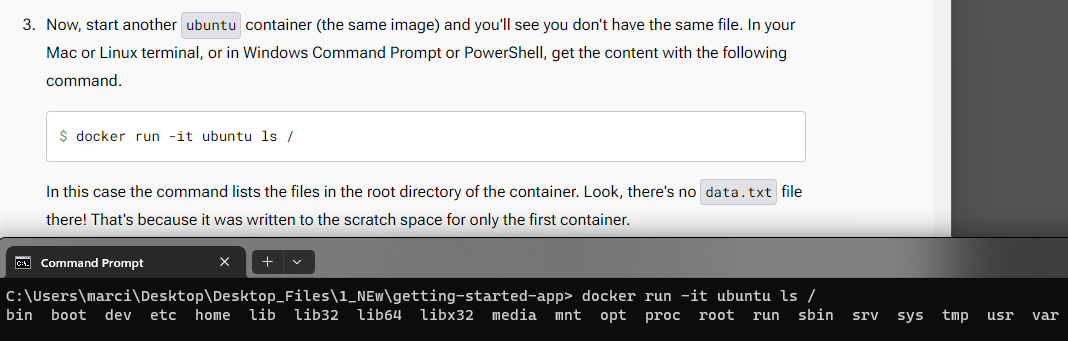 3. Now, start another ubuntu container (the same image) and you'll see you don't have the same file. In your
Mac or Linux terminal, or in Windows Command Prompt or PowerShell, get the content with the following
command.
$ docker run -it ubuntu ls /
In this case the command lists the files in the root directory of the container. Look, there's no data.txt file
there! That's because it was written to the scratch space for only the first container.
Command Prompt
C:\Users\marci\Desktop\Desktop_Files\1_NEw\getting-started-app> docker run -it ubuntu ls /
bin boot dev etc home lib lib32 lib64 libx32 media mnt opt proc root run sbin srv sys tmp usr var